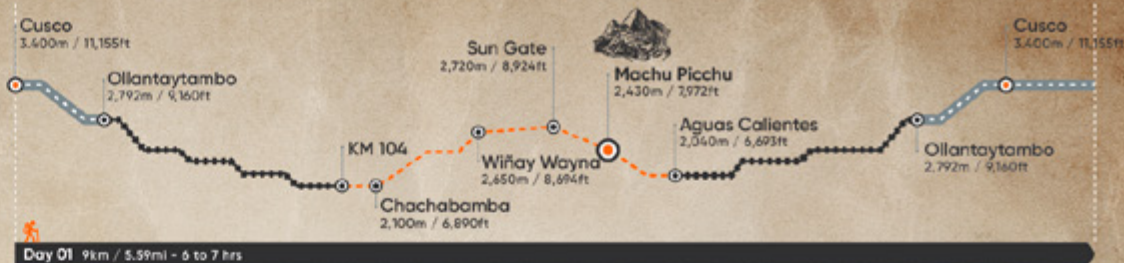 Cusco
3.400m / 11,155ft
Ollantaytambo
2,792m / 9,160ft
KM 104
Chachabamba
2,100m / 6,890ft
Wiñay Wayna
2,650m / 8,694ft
Sun Gate
2,720m / 8,924ft
Machu Picchu
2,430m / 7,972ft
Aguas Calientes
2,040m / 6,693ft
Ollantaytambo
2.792m / 9,160ft
Cusco
3.400m / 11,155ft
Day 01 9km / 5.59mi - 6 to 7 hrs